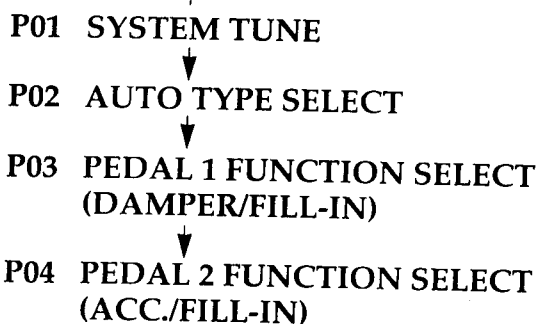 P01 SYSTEM TUNE
P02 AUTO TYPE SELECT
P03 PEDAL 1 FUNCTION SELECT
(DAMPER/FILL-IN)
P04 PEDAL 2 FUNCTION SELECT
(ACC./FILL-IN)